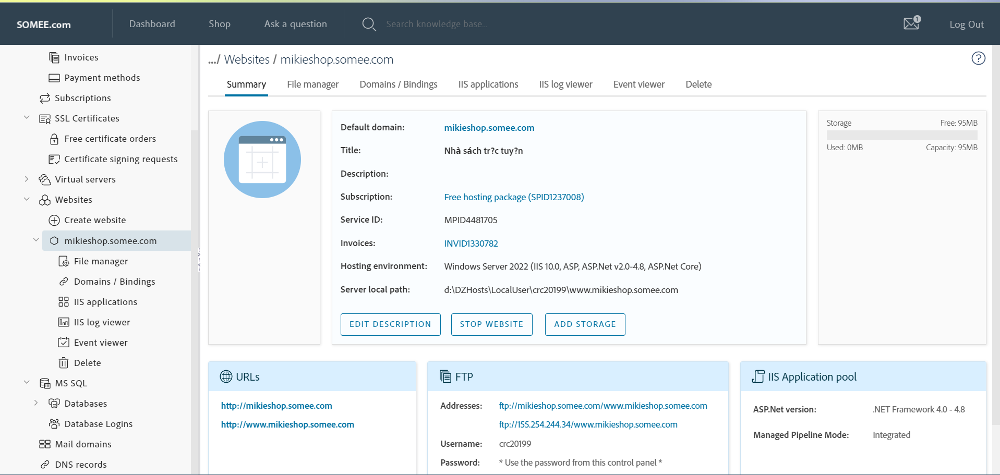 SOMEE.com
Dashboard
Shop
Ask a question
Search knowledge base...
1
Log Out
Invoices
Payment methods
Subscriptions
SSL Certificates
Free certificate orders
Certificate signing requests
Virtual servers
Websites
Create website
mikieshop.somee.com
File manager
Domains / Bindings
IIS applications
IIS log viewer
Event viewer
Delete
MS SQL
Databases
Database Logins
Mail domains
DNS records
.../ Websites / mikieshop.somee.com
?
Summary
File manager
Domains / Bindings
IIS applications
IIS log viewer
Event viewer
Delete
Default domain: mikieshop.somee.com
Title: Nhà sách tr?c tuy?n
Description:
Subscription: Free hosting package (SPID1237008)
Service ID: MPID4481705
Invoices: INVID1330782
Hosting environment: Windows Server 2022 (IIS 10.0, ASP, ASP.Net v2.0-4.8, ASP.Net Core)
Server local path: d:\DZHosts\LocalUser\crc20199\www.mikieshop.somee.com
EDIT DESCRIPTION
STOP WEBSITE
ADD STORAGE
Storage Free: 95MB
Used: 0MB Capacity: 95MB
URLs
http://mikieshop.somee.com
http://www.mikieshop.somee.com
FTP
Addresses: ftp://mikieshop.somee.com/www.mikieshop.somee.com
ftp://155.254.244.34/www.mikieshop.somee.com
Username: crc20199
Password: * Use the password from this control panel *
IIS Application pool
ASP.Net version: .NET Framework 4.0 - 4.8
Managed Pipeline Mode: Integrated